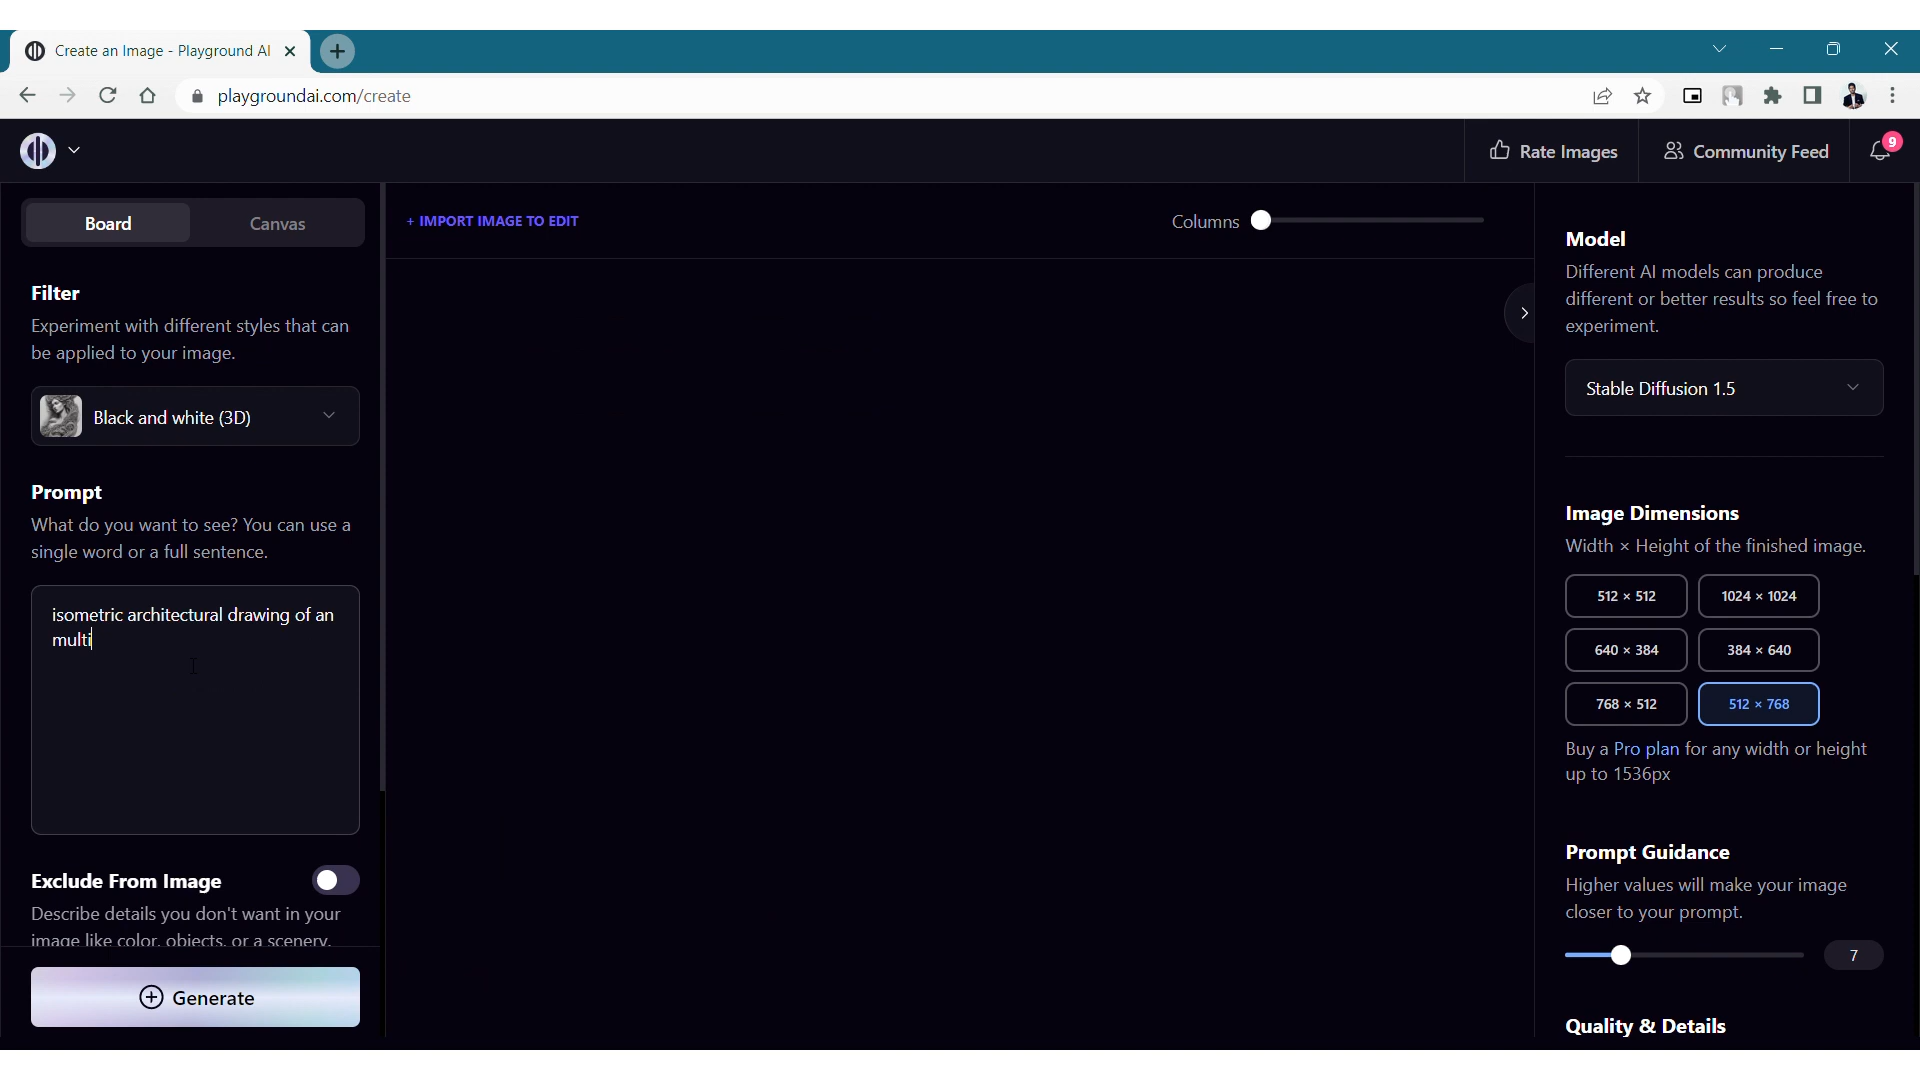 Create an Image - Playground AI
playgroundai.com/create
Rate Images
Community Feed
9
Board
Canvas
+ IMPORT IMAGE TO EDIT
Columns
Filter
Experiment with different styles that can
be applied to your image.
Black and white (3D)
Prompt
What do you want to see? You can use a
single word or a full sentence.
isometric architectural drawing of an
multi
Exclude From Image
Describe details you don't want in your
image like color, objects, or a scenery.
Generate
Model
Different AI models can produce
different or better results so feel free to
experiment.
Stable Diffusion 1.5
Image Dimensions
Width × Height of the finished image.
512 × 512
1024 × 1024
640 × 384
384 × 640
768 × 512
512 × 768
Buy a Pro plan for any width or height
up to 1536px
Prompt Guidance
Higher values will make your image
closer to your prompt.
7
Quality & Details